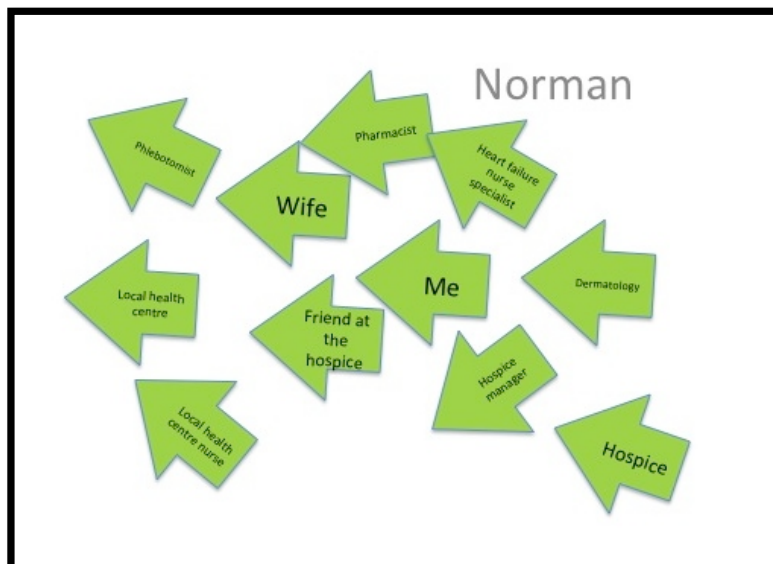 Norman
Pharmacist
Phlebotomist
Heart failure
nurse
specialist
Wife
Me
Dermatology
Local health
centre
Friend at
the
hospice
Hospice
manager
Local health
centre nurse
Hospice